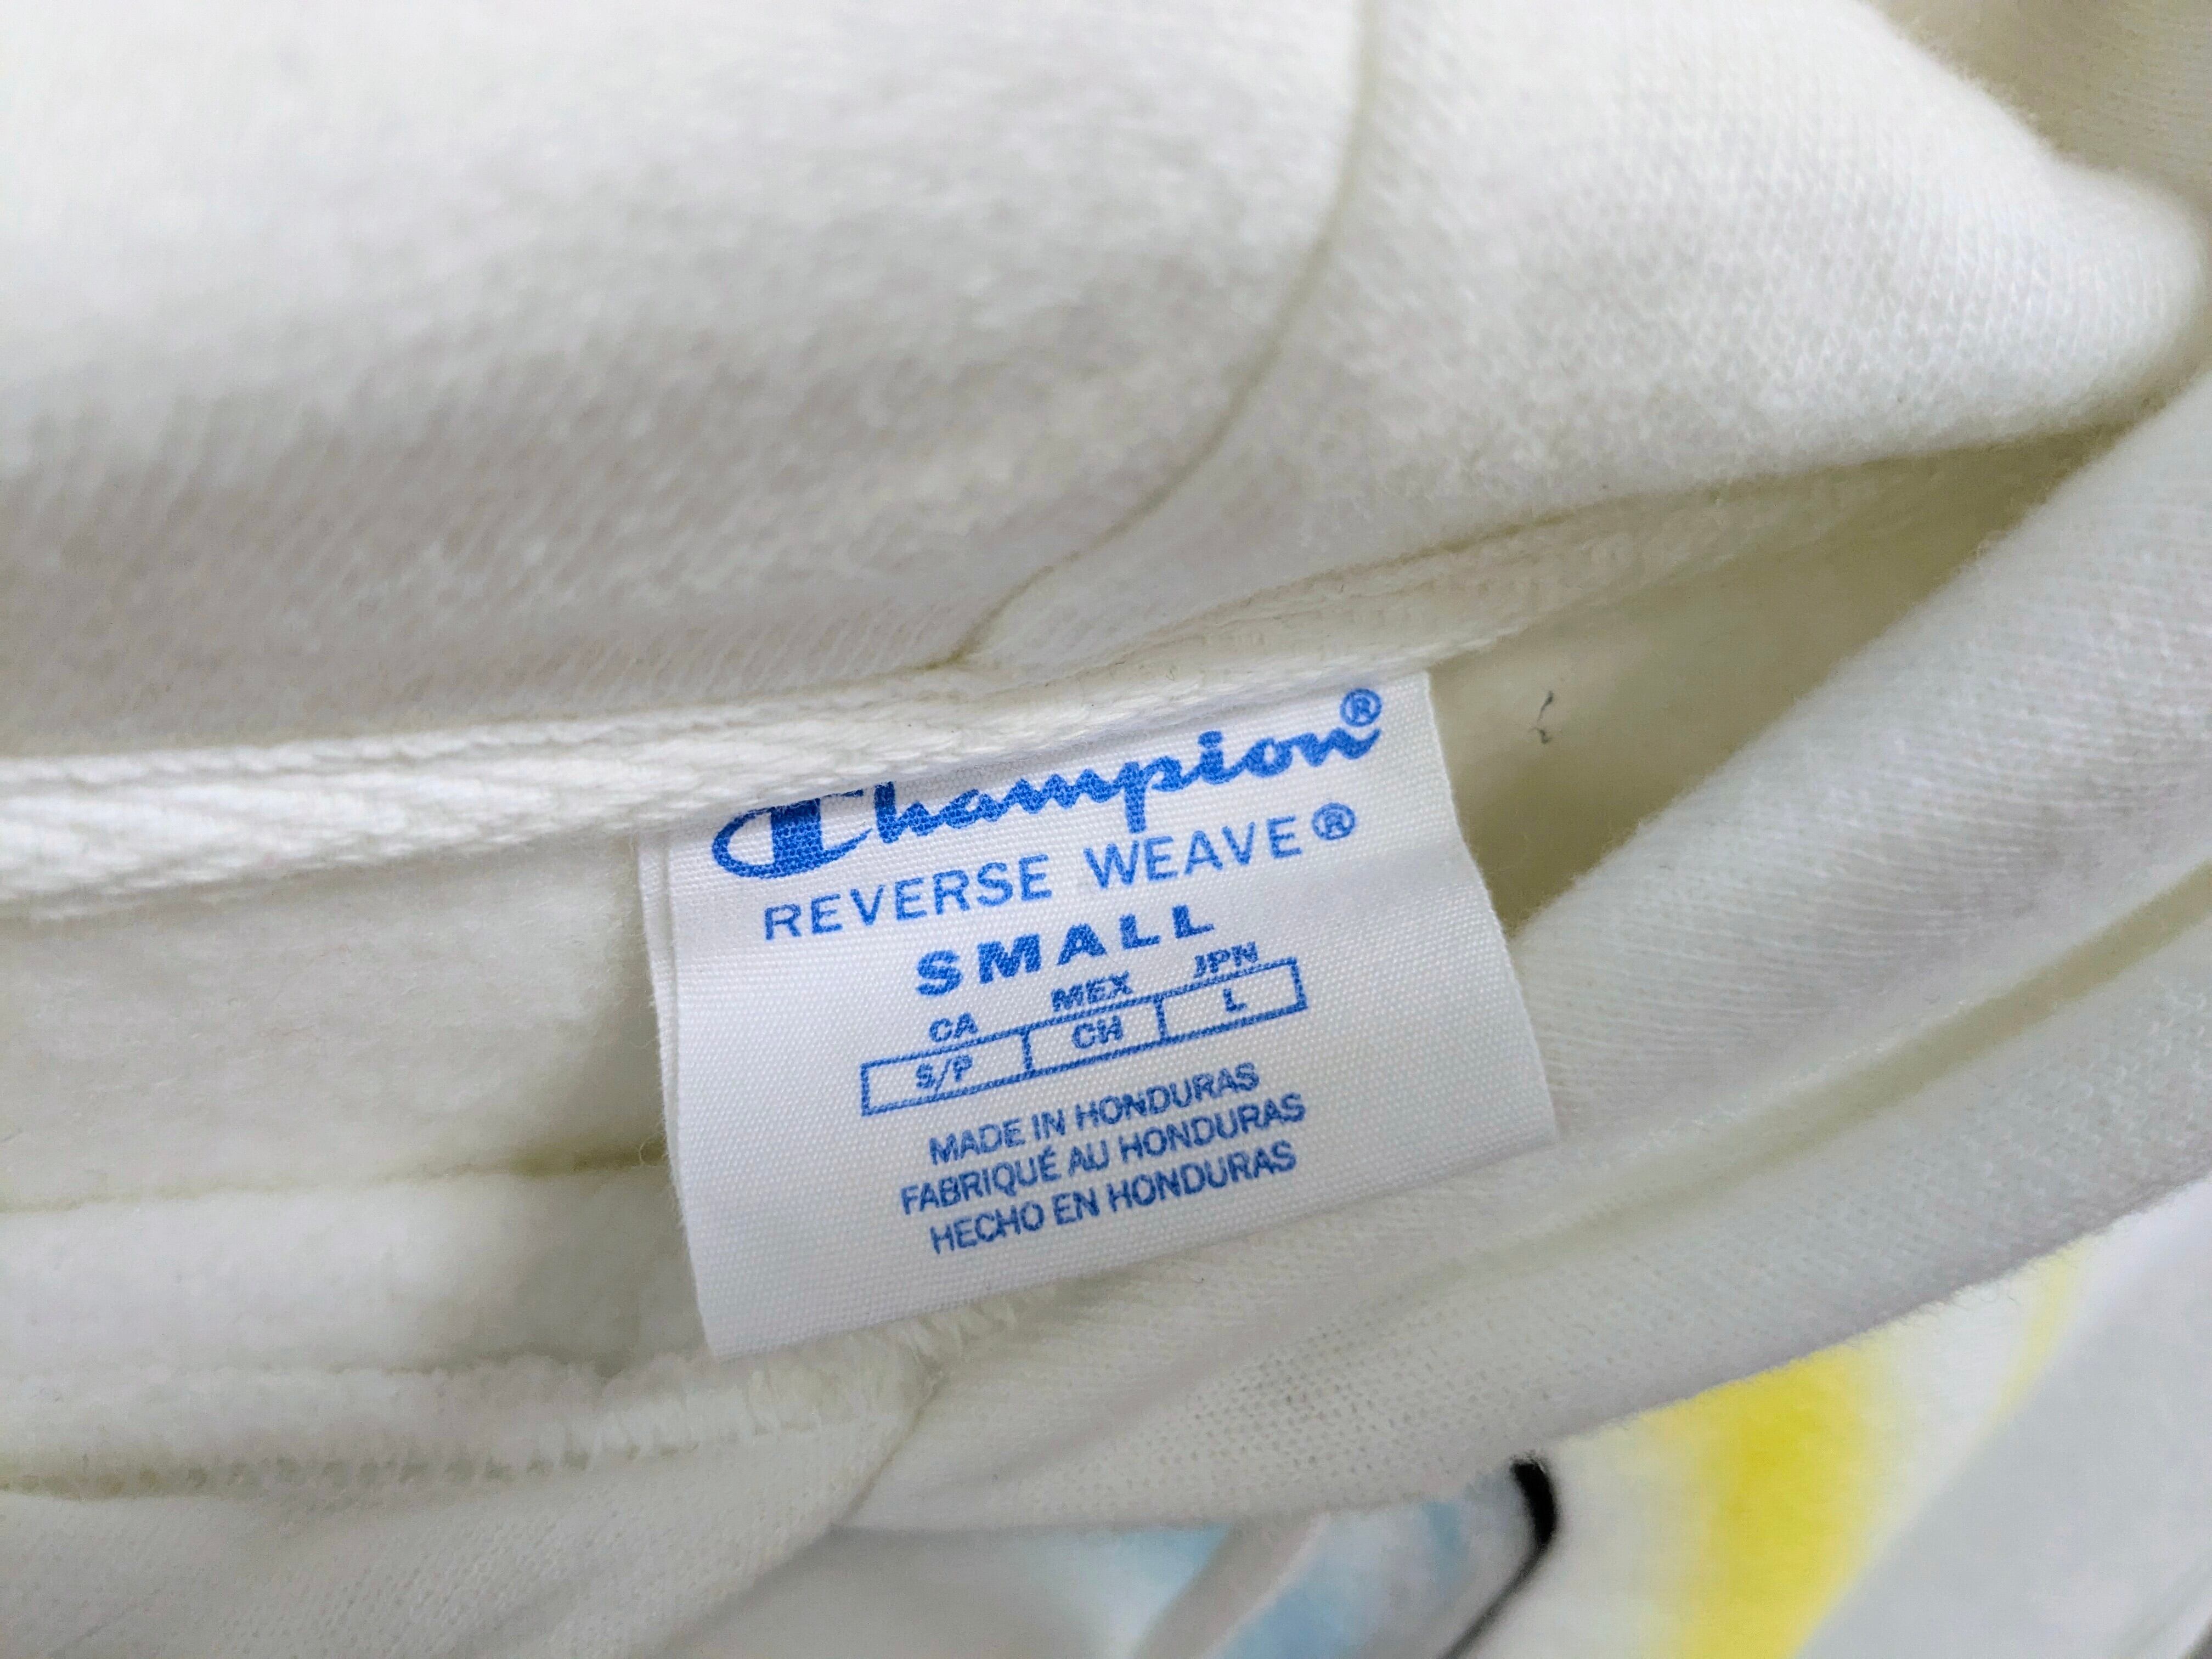 Champion®
REVERSE WEAVE®
SMALL
CA MEX JPN
S/P CH L
MADE IN HONDURAS
FABRIQUÉ AU HONDURAS
HECHO EN HONDURAS